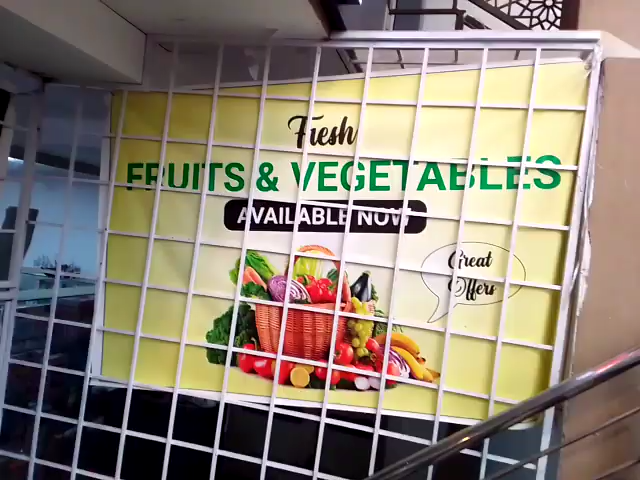 Fresh
FRUITS & VEGETABLES
AVAILABLE NOW
Great
Offers